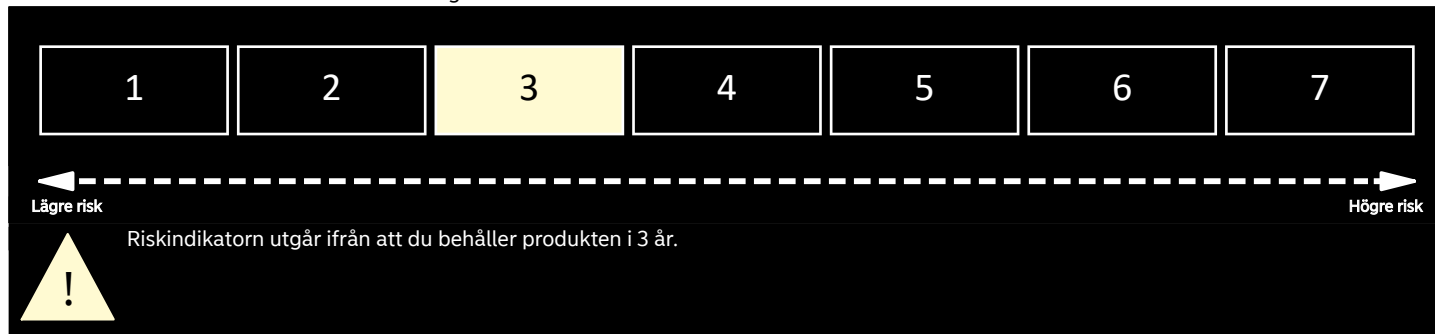 1 2 3 4 5 6 7
Lägre risk Högre risk
Riskindikatorn utgår ifrån att du behåller produkten i 3 år.
!